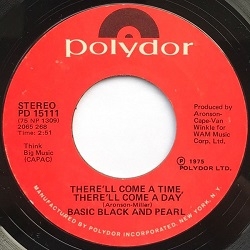 polydor
STEREO
PD 15111
(75 NP 1309)
2065 268
Time: 2:51
Think
Big Music
(CAPAC)
Produced by
Aronson-
Cape-Van
Winkle for
WAM Music
Corp, Ltd.
Ⓟ 1975
POLYDOR LTD.
THERE'LL COME A TIME,
THERE'LL COME A DAY
(Aronson-Miller)
BASIC BLACK AND PEARL
MANUFACTURED BY POLYDOR INCORPORATED, NEW YORK, N.Y.